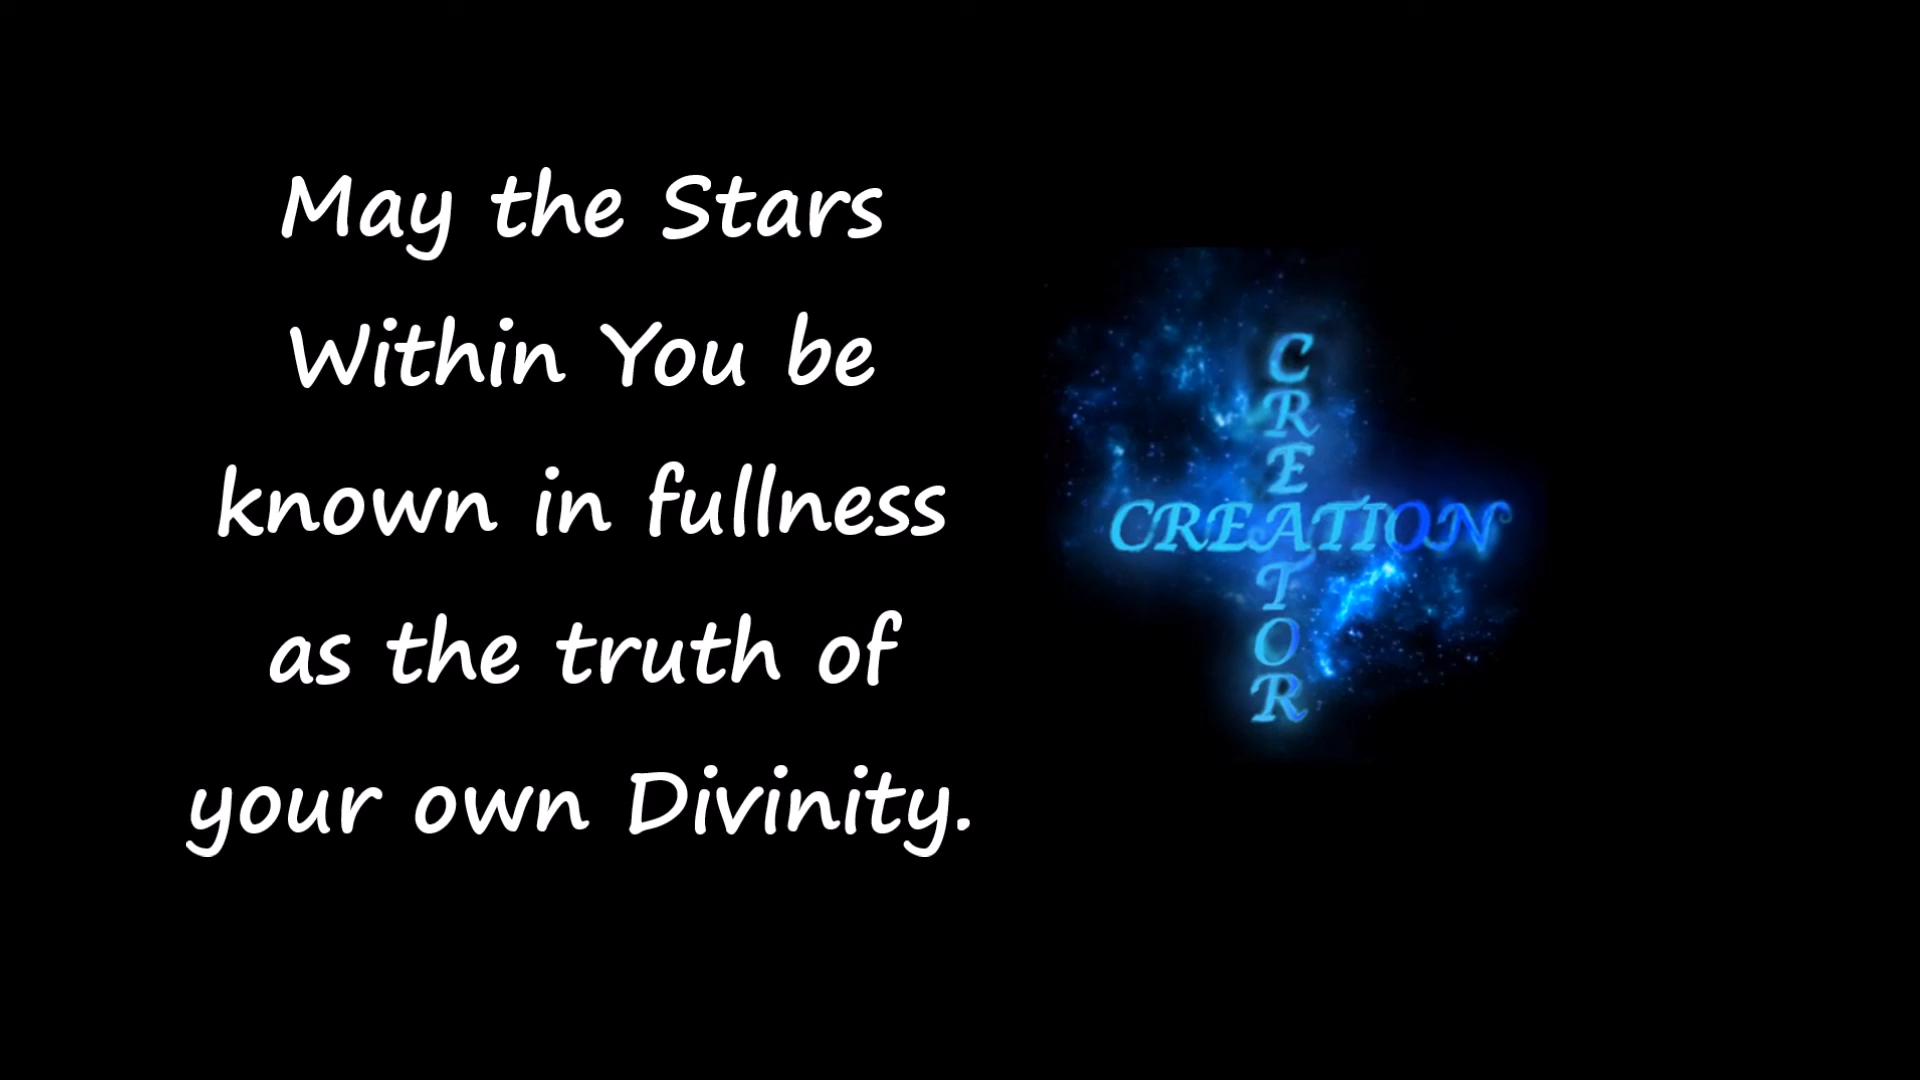 May the Stars
Within You be
known in fullness
as the truth of
your own Divinity.
CREATOR
CREATION